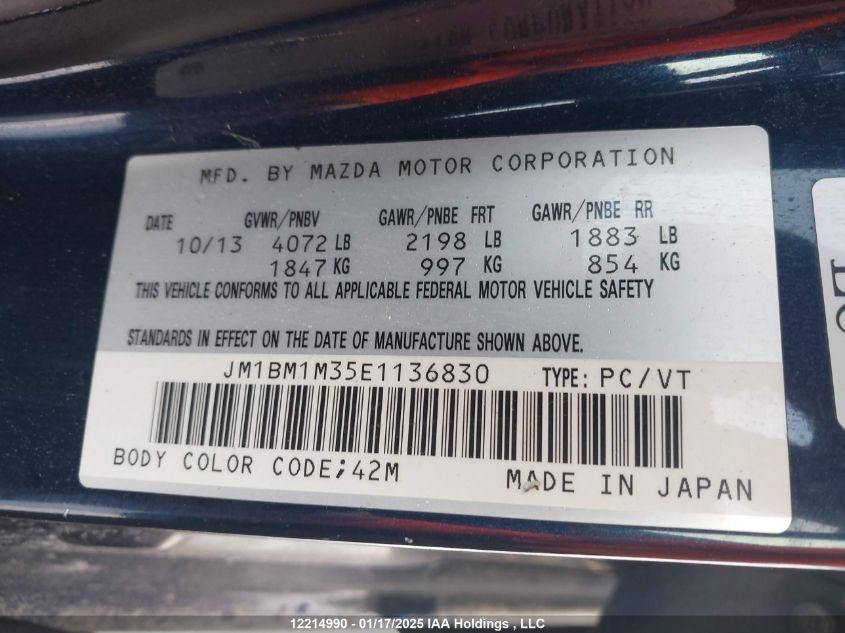 MFD. BY MAZDA MOTOR CORPORATION
DATE GVWR/PNBV GAWR/PNBE FRT GAWR/PNBE RR
10/13 4072 LB 2198 LB 1883 LB
1847 KG 997 KG 854 KG
THIS VEHICLE CONFORMS TO ALL APPLICABLE FEDERAL MOTOR VEHICLE SAFETY
STANDARDS IN EFFECT ON THE DATE OF MANUFACTURE SHOWN ABOVE.
JM1BM1M35E1136830 TYPE: PC/VT
BODY COLOR CODE;42M MADE IN JAPAN
12214990 - 01/17/2025 IAA Holdings , LLC